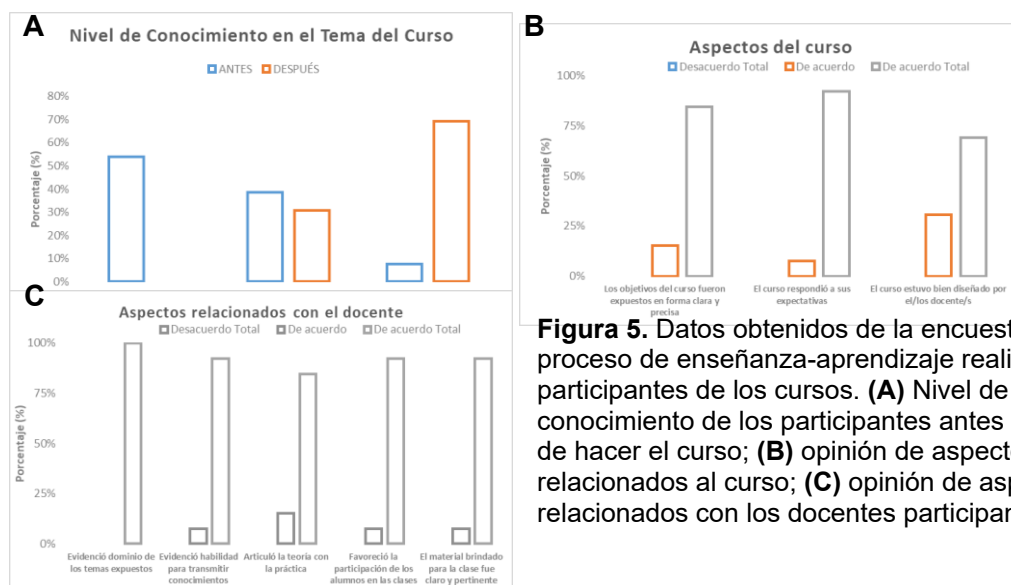 A
Nivel de Conocimiento en el Tema del Curso
ANTES DESPUÉS
Porcentaje (%)
80%
70%
60%
50%
40%
30%
20%
10%
0%
B
Aspectos del curso
Desacuerdo Total De acuerdo De acuerdo Total
Porcentaje (%)
100%
75%
50%
25%
0%
Los objetivos del curso fueron expuestos en forma clara y precisa
El curso respondió a sus expectativas
El curso estuvo bien diseñado por el/los docente/s
C
Aspectos relacionados con el docente
Desacuerdo Total De acuerdo De acuerdo Total
Porcentaje (%)
100%
75%
50%
25%
0%
Evidenció dominio de los temas expuestos
Evidenció habilidad para transmitir conocimientos
Articuló la teoría con la práctica
Favoreció la participación de los alumnos en las clases
El material brindado para la clase fue claro y pertinente
Figura 5. Datos obtenidos de la encuest
proceso de enseñanza-aprendizaje reali
participantes de los cursos. (A) Nivel de
conocimiento de los participantes antes
de hacer el curso; (B) opinión de aspect
relacionados al curso; (C) opinión de asp
relacionados con los docentes participan